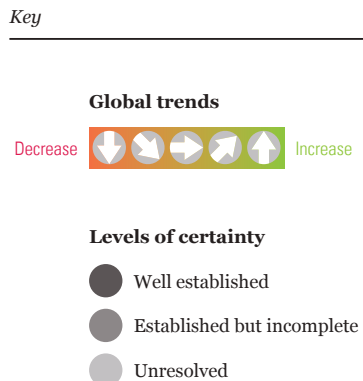 Key
Global trends
Decrease Increase
Levels of certainty
Well established
Established but incomplete
Unresolved